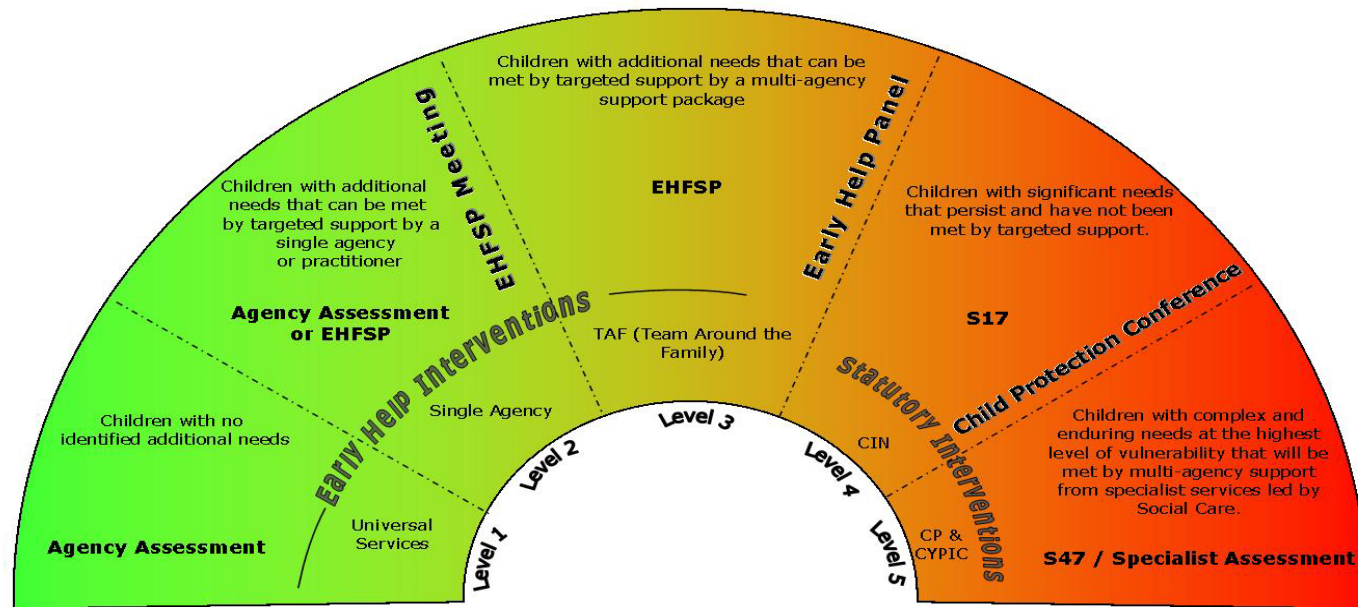 Children with no
identified additional needs
Agency Assessment
Universal
Services
Level 1
Children with additional
needs that can be met
by targeted support by a
single agency
or practitioner
Agency Assessment
or EHFSP
Single Agency
Level 2
Early Help Interventions
EHFSP Meeting
Children with additional needs that can be
met by targeted support by a multi-agency
support package
EHFSP
TAF (Team Around the
Family)
Level 3
Early Help Panel
Children with significant needs
that persist and have not been
met by targeted support.
S17
CIN
Level 4
Statutory Interventions
Child Protection Conference
Children with complex and
enduring needs at the highest
level of vulnerability that will be
met by multi-agency support
from specialist services led by
Social Care.
S47 / Specialist Assessment
CP &
CYPIC
Level 5